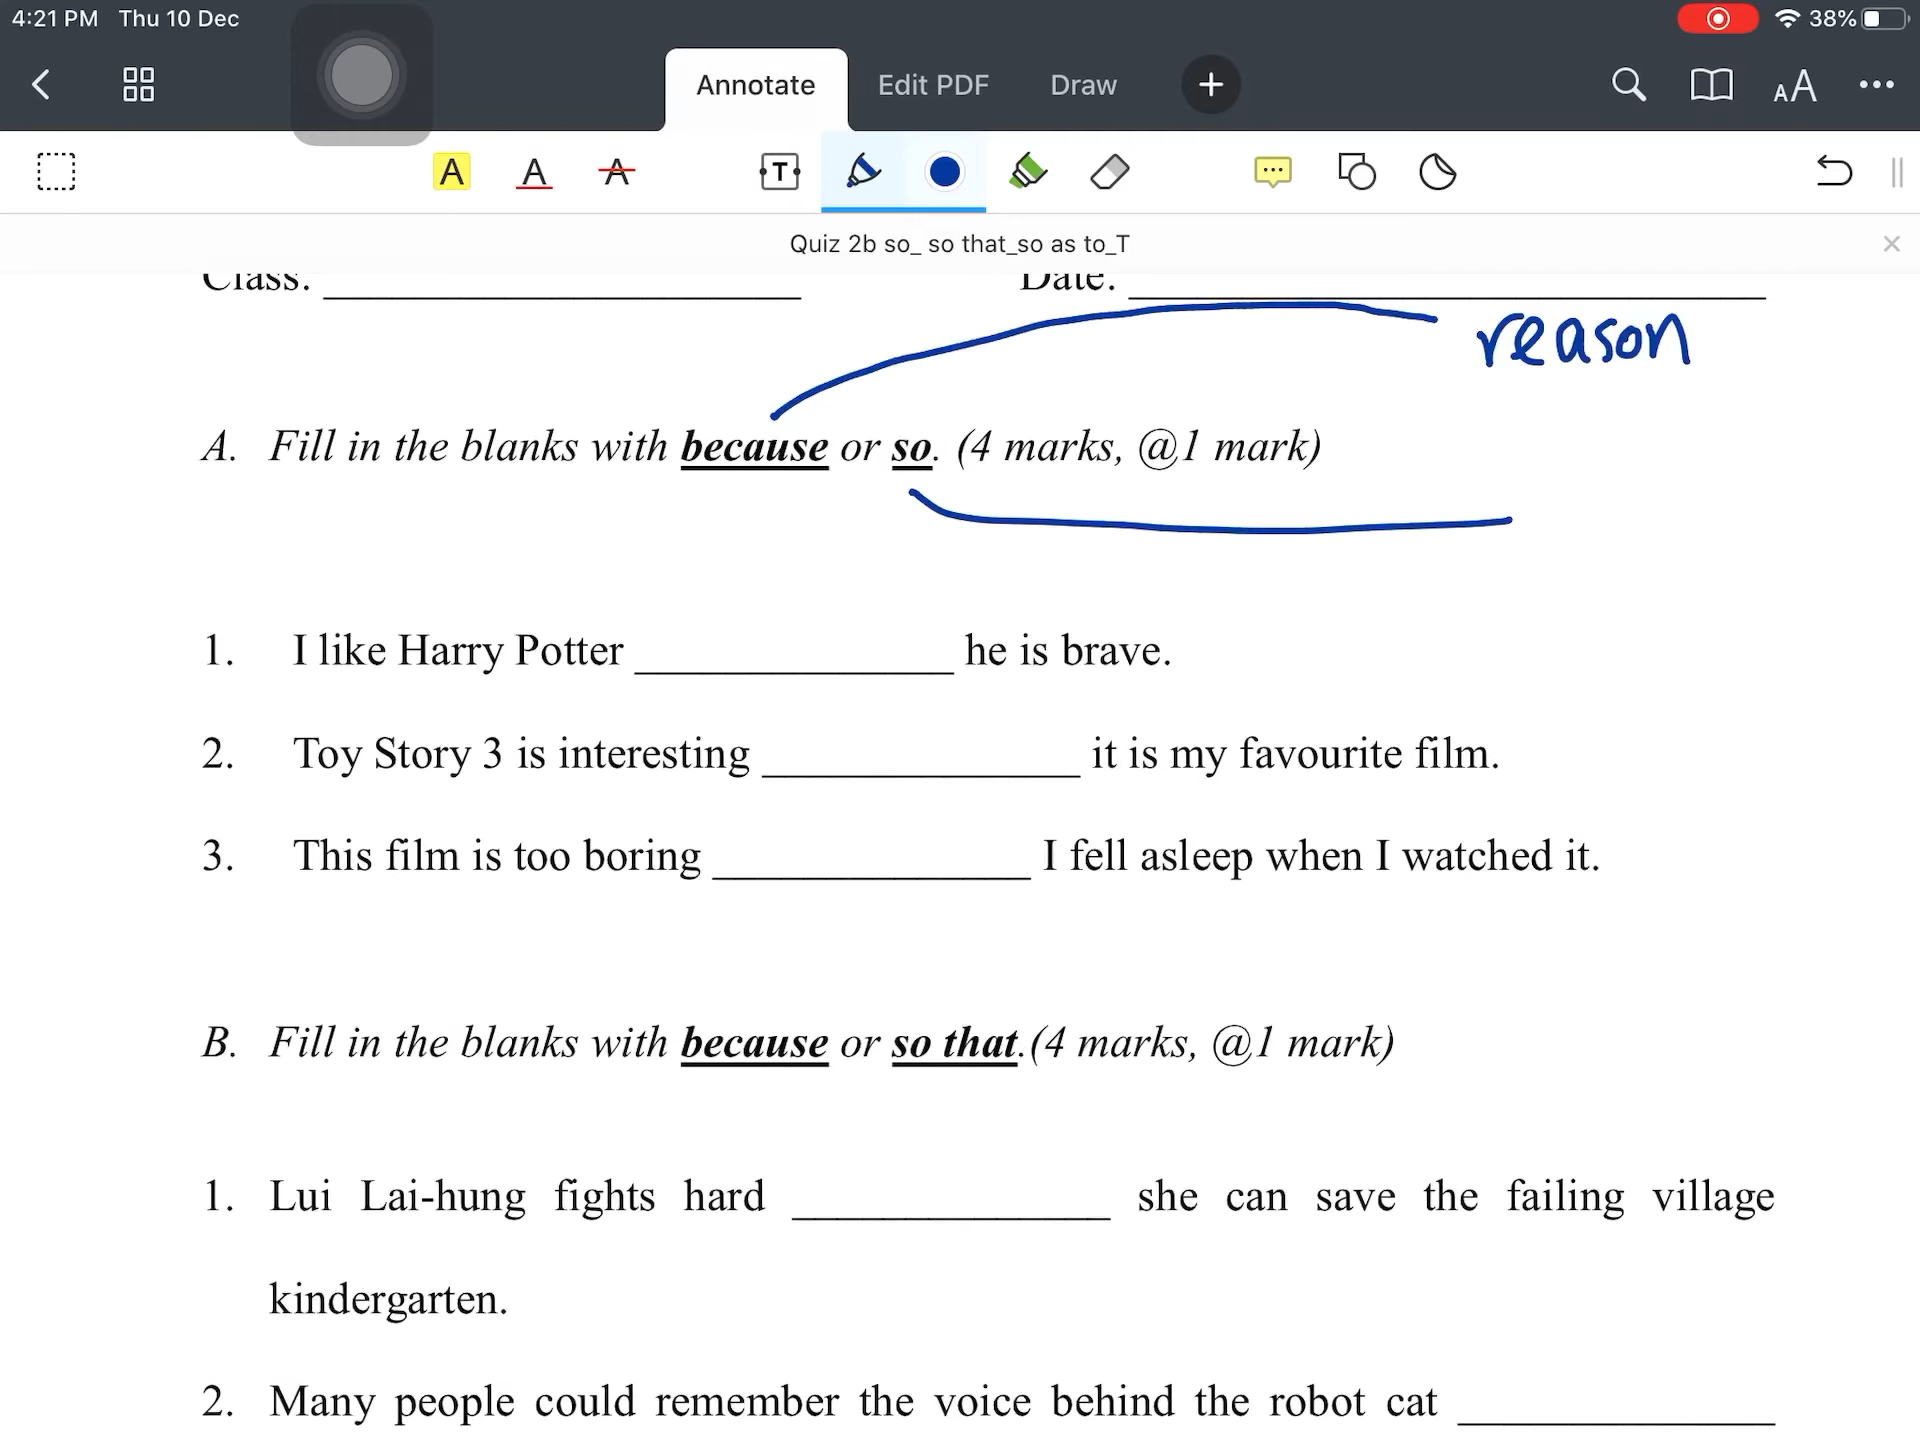 4:21 PM Thu 10 Dec 38%
Annotate Edit PDF Draw
Quiz 2b so_ so that_so as to_T
Class: Date:
reason
A. Fill in the blanks with because or so. (4 marks, @1 mark)
1. I like Harry Potter ______________ he is brave.
2. Toy Story 3 is interesting ______________ it is my favourite film.
3. This film is too boring ______________ I fell asleep when I watched it.
B. Fill in the blanks with because or so that.(4 marks, @1 mark)
1. Lui Lai-hung fights hard ______________ she can save the failing village
kindergarten.
2. Many people could remember the voice behind the robot cat ______________